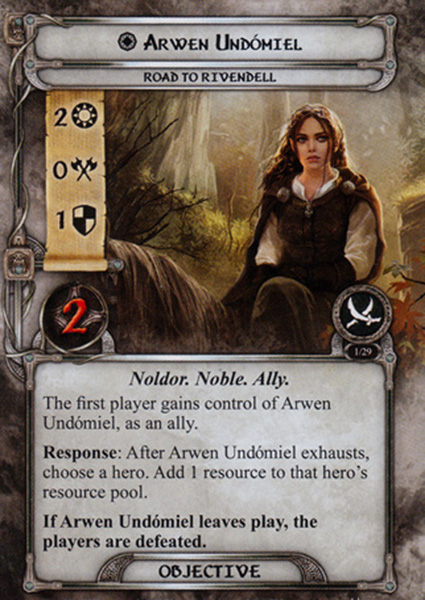 ARWEN UNDÓMIEL
ROAD TO RIVENDELL
2
0
1
2
1/29
Noldor. Noble. Ally.
The first player gains control of Arwen
Undómiel, as an ally.
Response: After Arwen Undómiel exhausts,
choose a hero. Add 1 resource to that hero's
resource pool.
If Arwen Undómiel leaves play, the
players are defeated.
OBJECTIVE